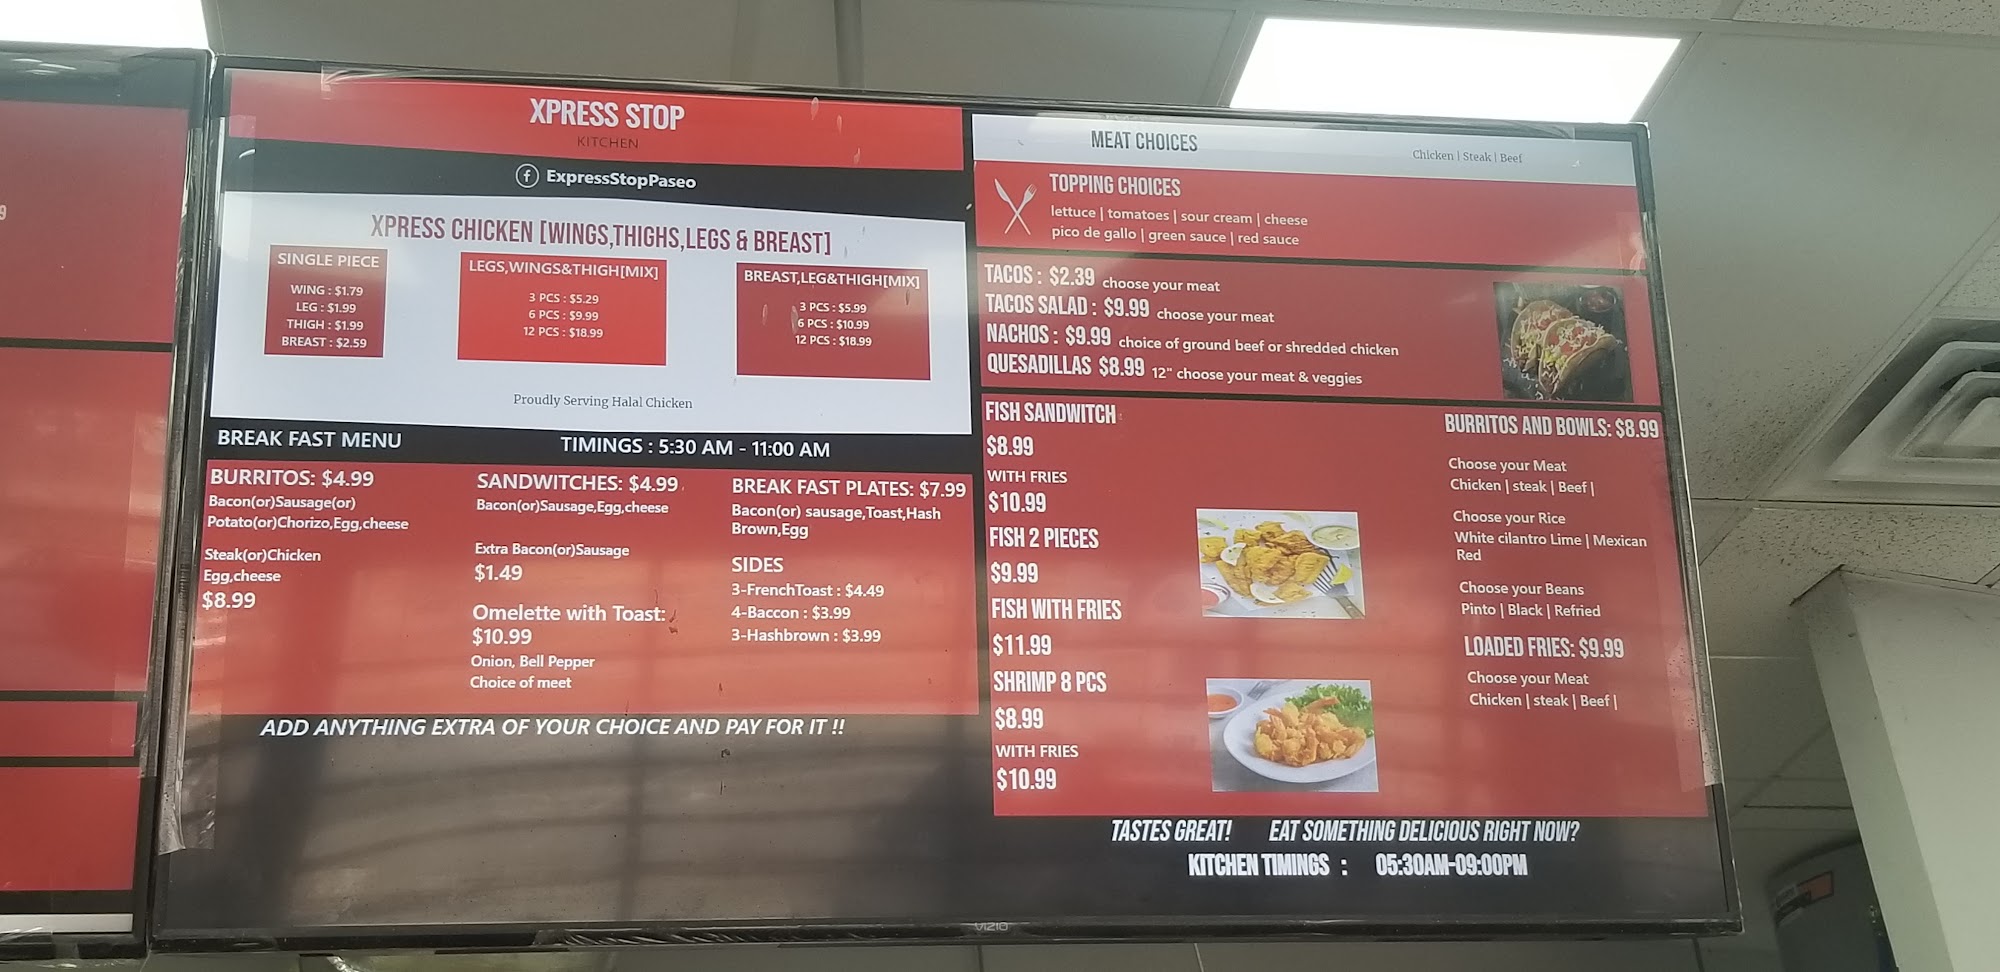 XPRESS STOP
KITCHEN
ExpressStopPaseo
XPRESS CHICKEN [WINGS,THIGHS,LEGS & BREAST]
SINGLE PIECE
WING : $1.79
LEG : $1.99
THIGH : $1.99
BREAST : $2.59
LEGS,WINGS&THIGH[MIX]
3 PCS : $5.29
6 PCS : $9.99
12 PCS : $18.99
BREAST,LEG&THIGH[MIX]
3 PCS : $5.99
6 PCS : $10.99
12 PCS : $18.99
Proudly Serving Halal Chicken
BREAK FAST MENU
TIMINGS : 5:30 AM - 11:00 AM
BURRITOS: $4.99
Bacon(or)Sausage(or)
Potato(or)Chorizo,Egg,cheese
Steak(or)Chicken
Egg,cheese
$8.99
SANDWITCHES: $4.99
Bacon(or)Sausage,Egg,cheese
Extra Bacon(or)Sausage
$1.49
Omelette with Toast:
$10.99
Onion, Bell Pepper
Choice of meet
BREAK FAST PLATES: $7.99
Bacon(or) sausage,Toast,Hash
Brown,Egg
SIDES
3-FrenchToast : $4.49
4-Baccon : $3.99
3-Hashbrown : $3.99
ADD ANYTHING EXTRA OF YOUR CHOICE AND PAY FOR IT !!
MEAT CHOICES
Chicken | Steak | Beef
TOPPING CHOICES
lettuce | tomatoes | sour cream | cheese
pico de gallo | green sauce | red sauce
TACOS : $2.39 choose your meat
TACOS SALAD : $9.99 choose your meat
NACHOS : $9.99 choice of ground beef or shredded chicken
QUESADILLAS $8.99 12" choose your meat & veggies
FISH SANDWITCH
$8.99
WITH FRIES
$10.99
FISH 2 PIECES
$9.99
FISH WITH FRIES
$11.99
SHRIMP 8 PCS
$8.99
WITH FRIES
$10.99
BURRITOS AND BOWLS: $8.99
Choose your Meat
Chicken | steak | Beef |
Choose your Rice
White cilantro Lime | Mexican
Red
Choose your Beans
Pinto | Black | Refried
LOADED FRIES: $9.99
Choose your Meat
Chicken | steak | Beef |
TASTES GREAT! EAT SOMETHING DELICIOUS RIGHT NOW?
KITCHEN TIMINGS : 05:30AM-09:00PM
VIZIO
9